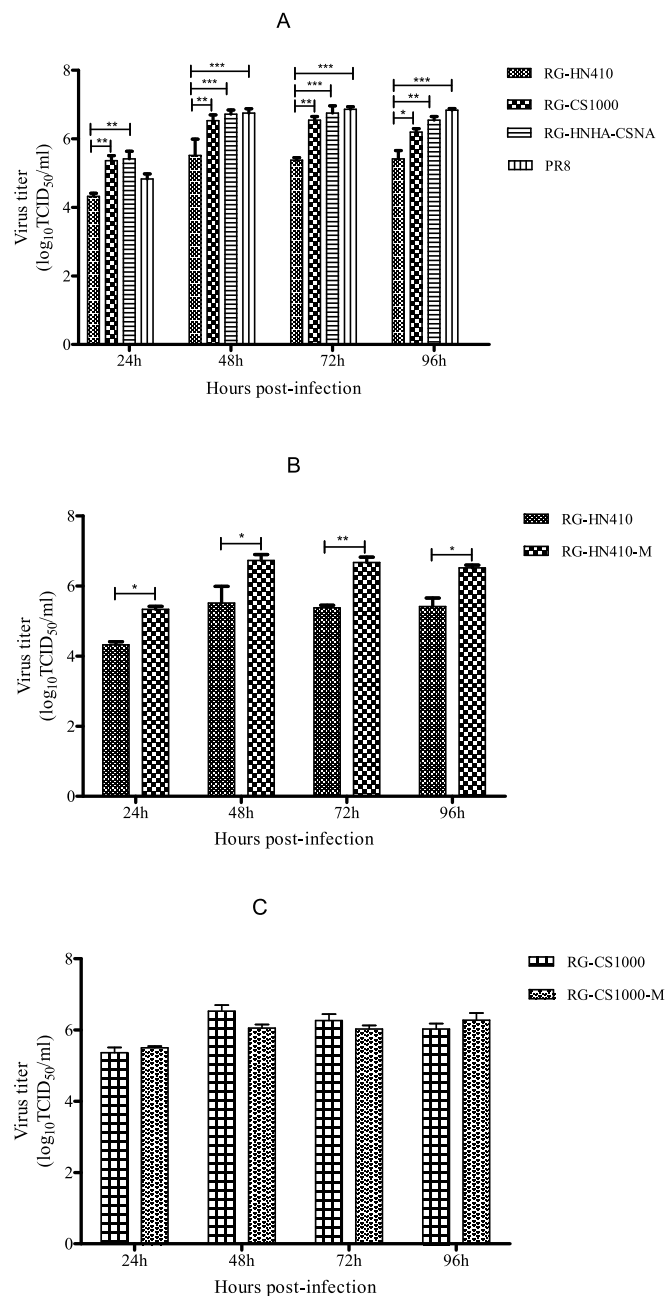 A
***
***
***
***
***
**
**
**
**
**
*
8
6
4
2
0
Virus titer
(log10TCID50/ml)
24h 48h 72h 96h
Hours post-infection
RG-HN410
RG-CS1000
RG-HNHA-CSNA
PR8
B
*
*
**
*
8
6
4
2
0
Virus titer
(log10TCID50/ml)
24h 48h 72h 96h
Hours post-infection
RG-HN410
RG-HN410-M
C
8
6
4
2
0
Virus titer
(log10TCID50/ml)
24h 48h 72h 96h
Hours post-infection
RG-CS1000
RG-CS1000-M